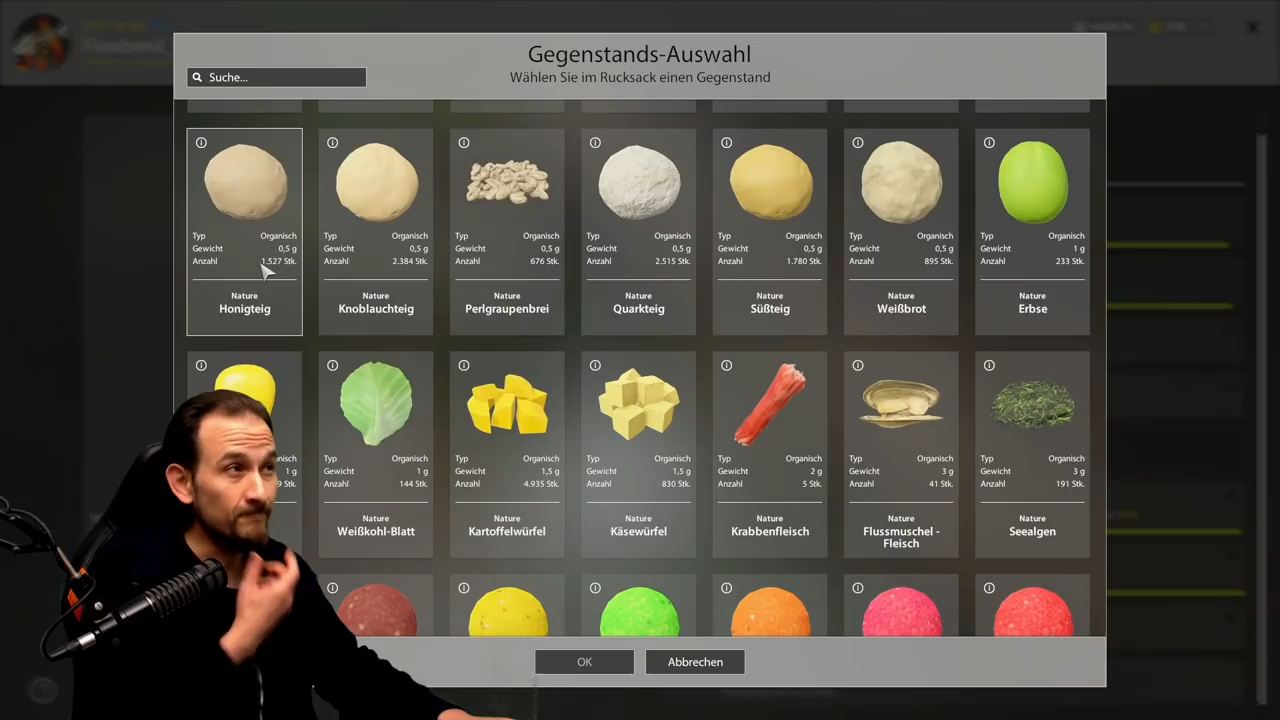 Gegenstands-Auswahl
Suche...
Wählen Sie im Rucksack einen Gegenstand
Typ Organisch
Gewicht 0,5 g
Anzahl 1.527 Stk.
Nature
Honigteig
Typ Organisch
Gewicht 0,5 g
Anzahl 2.384 Stk.
Nature
Knoblauchteig
Typ Organisch
Gewicht 0,5 g
Anzahl 676 Stk.
Nature
Perlgraupenbrei
Typ Organisch
Gewicht 0,5 g
Anzahl 2.515 Stk.
Nature
Quarkteig
Typ Organisch
Gewicht 0,5 g
Anzahl 1.780 Stk.
Nature
Süßteig
Typ Organisch
Gewicht 0,5 g
Anzahl 895 Stk.
Nature
Weißbrot
Typ Organisch
Gewicht 1 g
Anzahl 233 Stk.
Nature
Erbse
1 g
Stk.
Typ Organisch
Gewicht 1 g
Anzahl 144 Stk.
Nature
Weißkohl-Blatt
Typ Organisch
Gewicht 1,5 g
Anzahl 4.935 Stk.
Nature
Kartoffelwürfel
Typ Organisch
Gewicht 1,5 g
Anzahl 830 Stk.
Nature
Käsewürfel
Typ Organisch
Gewicht 2 g
Anzahl 5 Stk.
Nature
Krabbenfleisch
Typ Organisch
Gewicht 3 g
Anzahl 41 Stk.
Nature
Flussmuschel -
Fleisch
Typ Organisch
Gewicht 3 g
Anzahl 191 Stk.
Nature
Seealgen
OK
Abbrechen